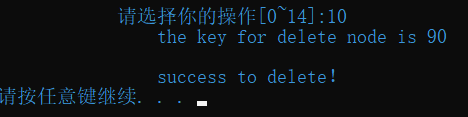 请选择你的操作[0~14]:10
the key for delete node is 90
success to delete!
请按任意键继续. . .